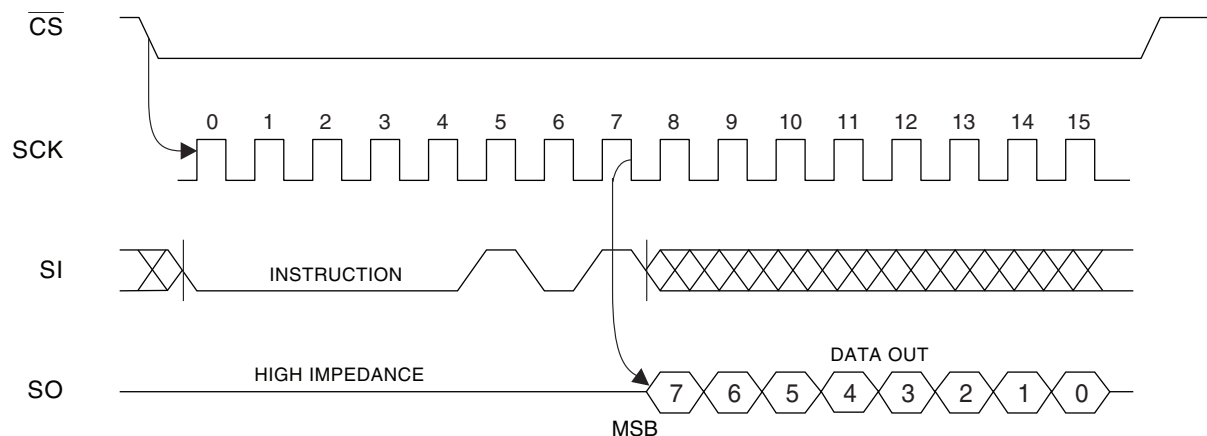 CS
0 1 2 3 4 5 6 7 8 9 10 11 12 13 14 15
SCK
SI INSTRUCTION
DATA OUT
HIGH IMPEDANCE
SO 7 6 5 4 3 2 1 0
MSB